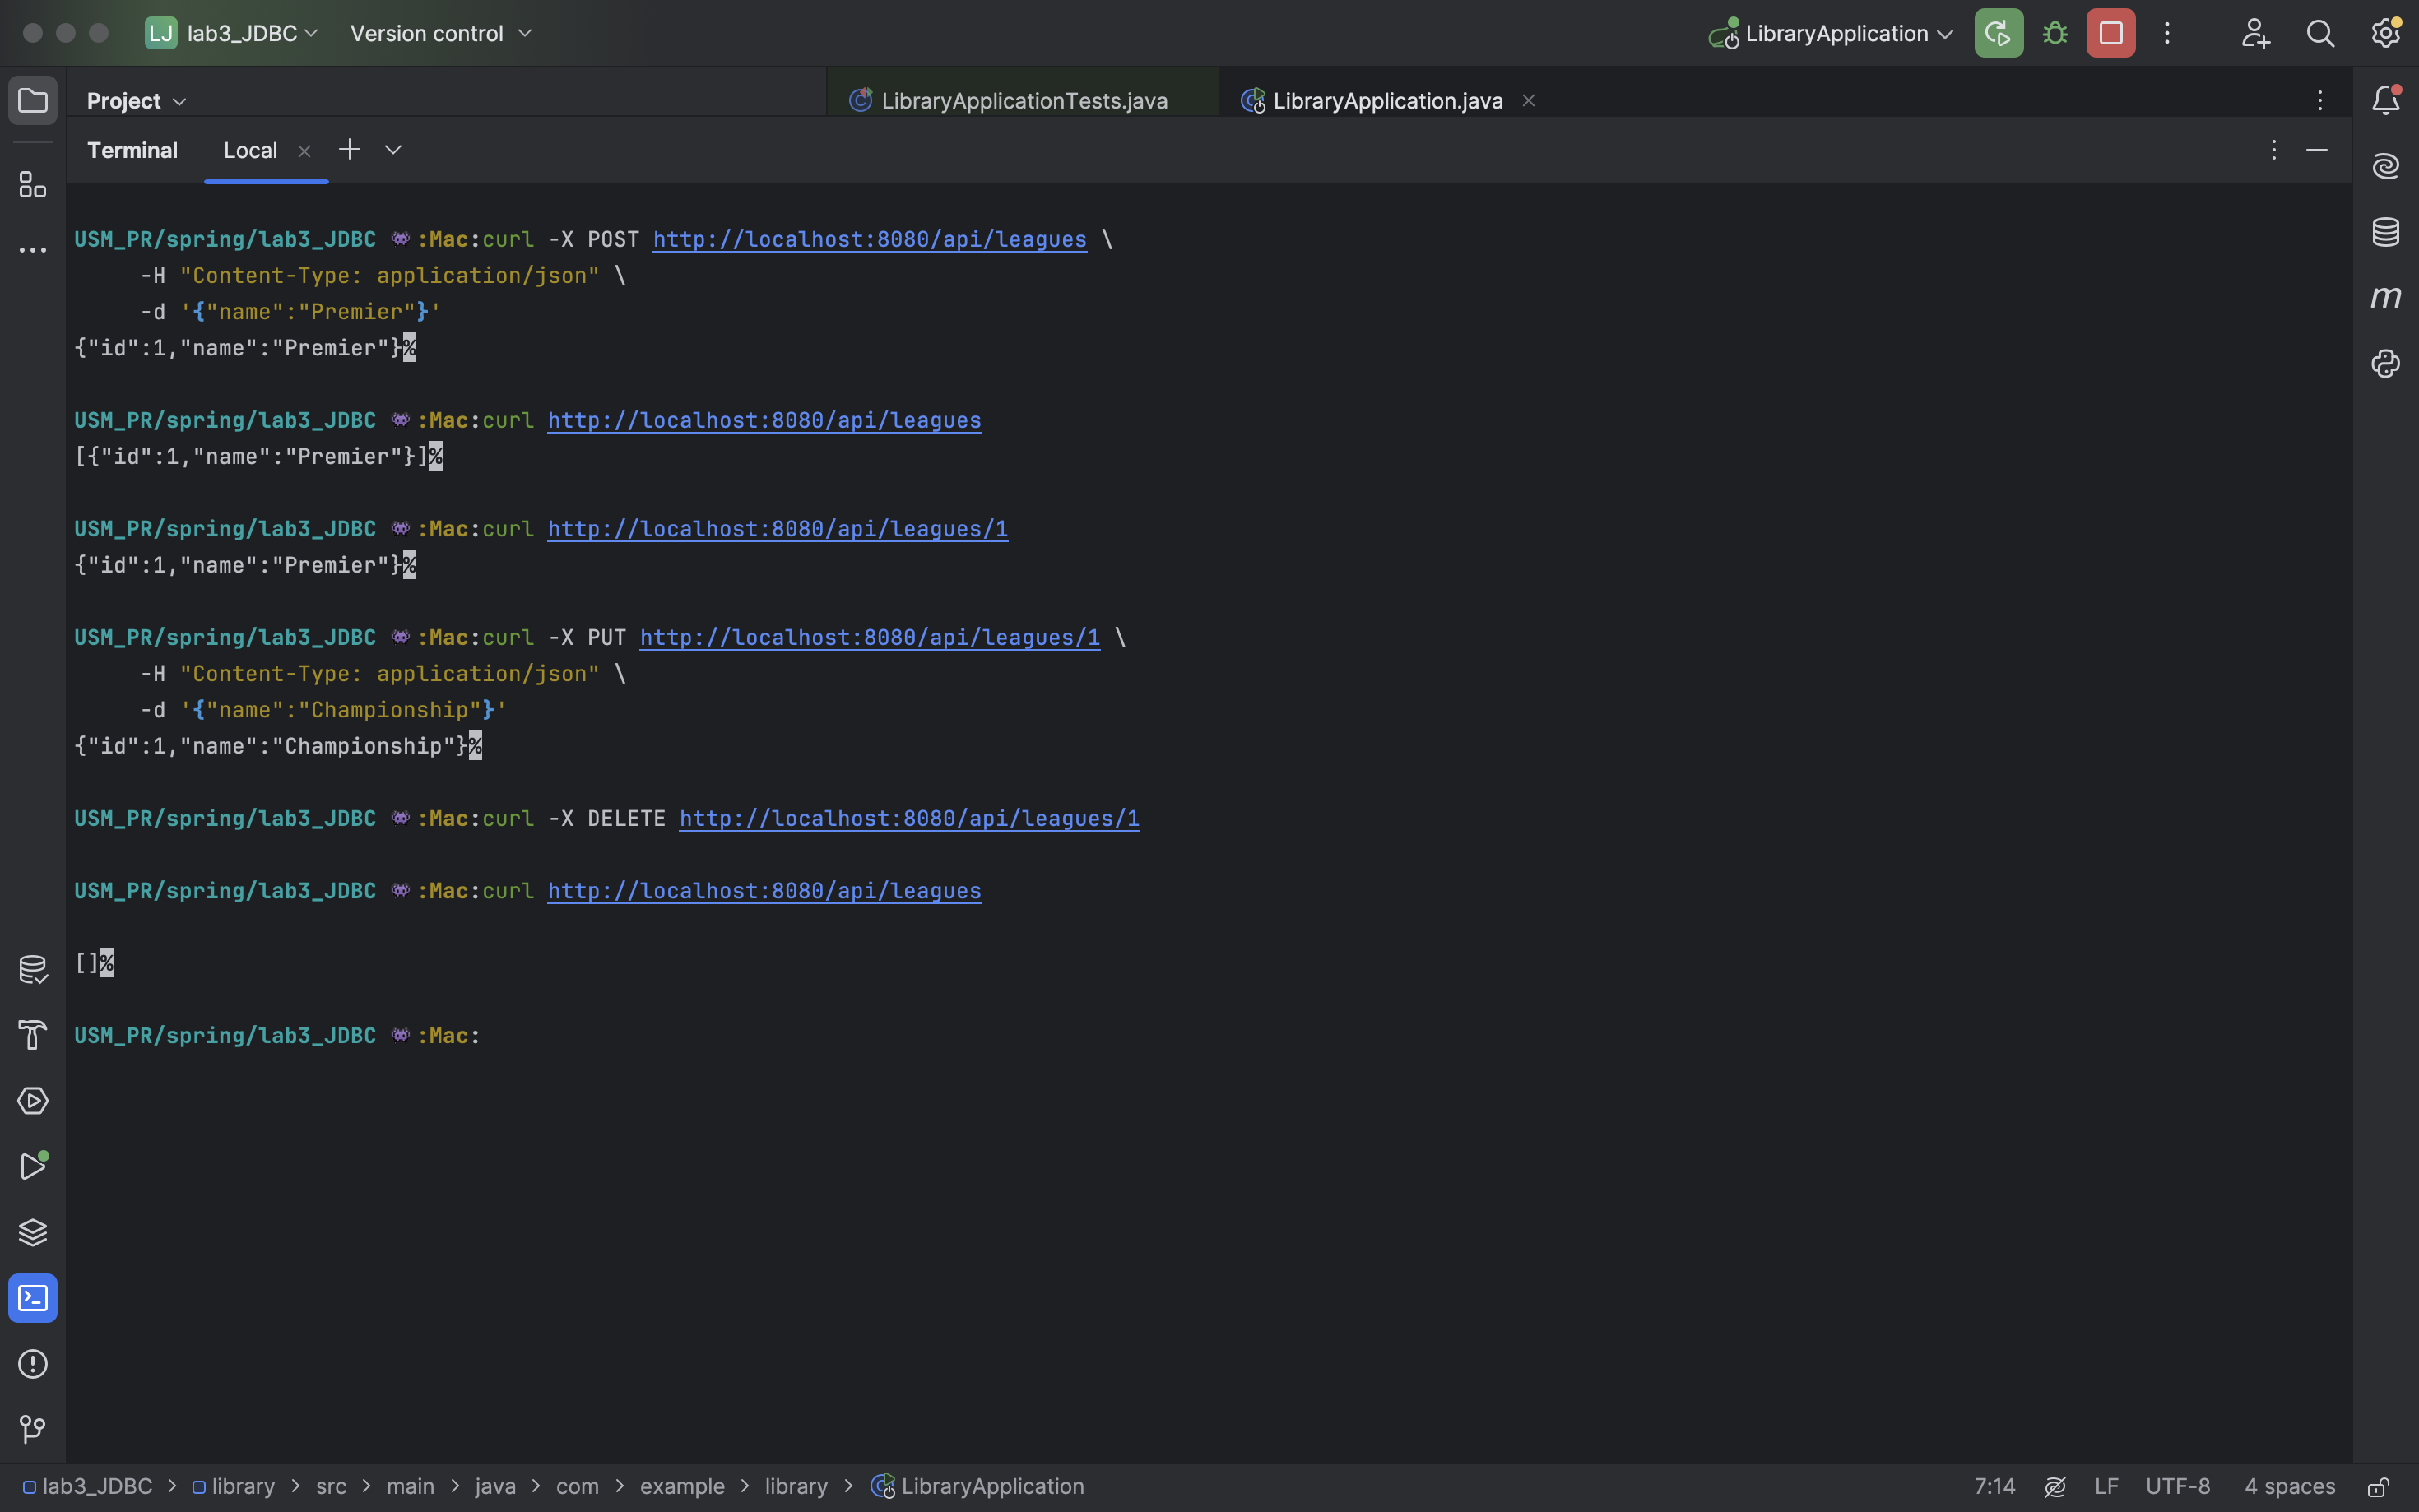 LJ lab3_JDBC Version control LibraryApplication
Project LibraryApplicationTests.java LibraryApplication.java
Terminal Local
USM_PR/spring/lab3_JDBC 👾:Mac:curl -X POST http://localhost:8080/api/leagues \
-H "Content-Type: application/json" \
-d '{"name":"Premier"}'
{"id":1,"name":"Premier"}%
USM_PR/spring/lab3_JDBC 👾:Mac:curl http://localhost:8080/api/leagues
[{"id":1,"name":"Premier"}]%
USM_PR/spring/lab3_JDBC 👾:Mac:curl http://localhost:8080/api/leagues/1
{"id":1,"name":"Premier"}%
USM_PR/spring/lab3_JDBC 👾:Mac:curl -X PUT http://localhost:8080/api/leagues/1 \
-H "Content-Type: application/json" \
-d '{"name":"Championship"}'
{"id":1,"name":"Championship"}%
USM_PR/spring/lab3_JDBC 👾:Mac:curl -X DELETE http://localhost:8080/api/leagues/1
USM_PR/spring/lab3_JDBC 👾:Mac:curl http://localhost:8080/api/leagues
[]%
USM_PR/spring/lab3_JDBC 👾:Mac:
lab3_JDBC > library > src > main > java > com > example > library > LibraryApplication 7:14 LF UTF-8 4 spaces